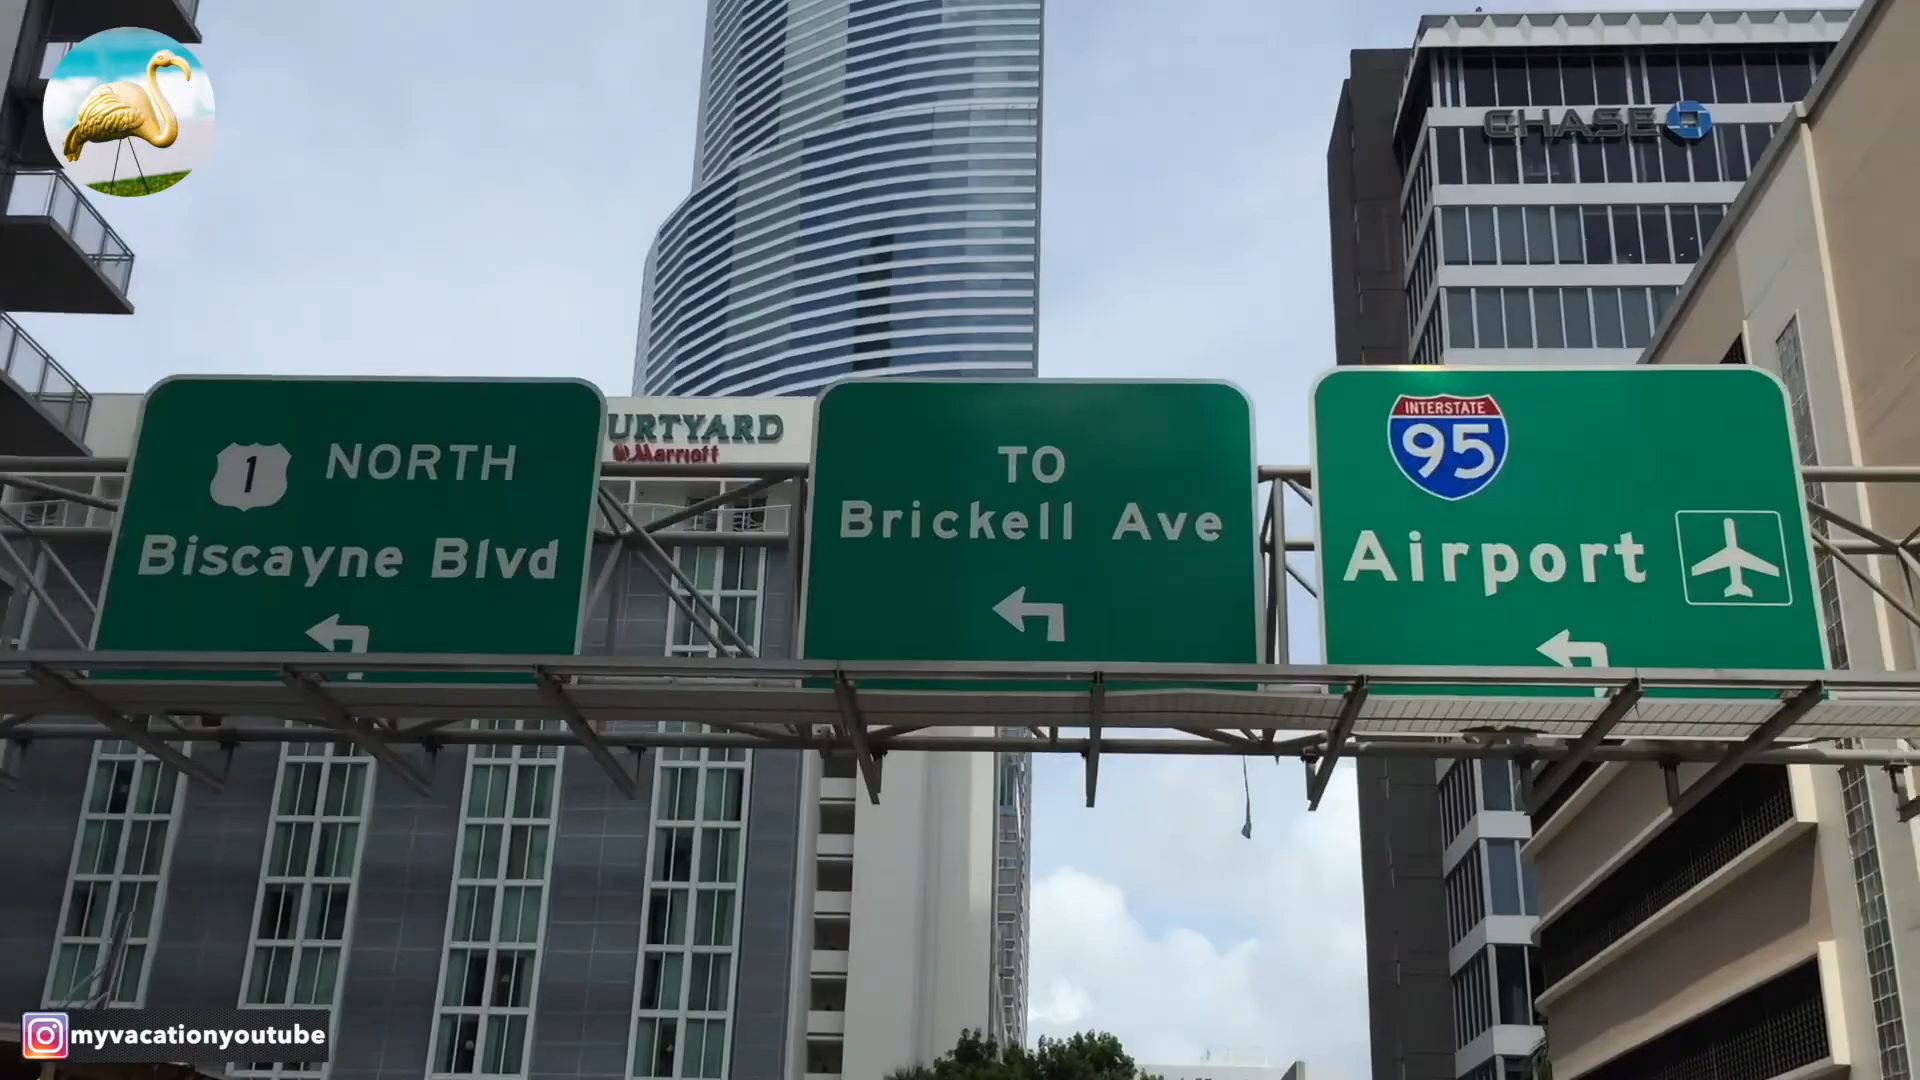 CHASE
URTYARD
Marriott
1 NORTH
Biscayne Blvd
TO
Brickell Ave
INTERSTATE
95
Airport
myvacationyoutube